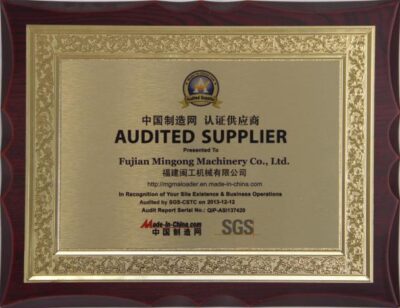 Audited Supplier
中国制造网 认证供应商
AUDITED SUPPLIER
Presented To
Fujian Mingong Machinery Co., Ltd.
福建闽工机械有限公司
http://mgmaloader.en.made-in-china.com
In Recognition of Your Site Existence & Business Operations
Audited by SGS-CSTC on 2013-12-12
Audit Report Serial No.: QIP-ASI137420
Made-in-China.com SGS
中国制造网